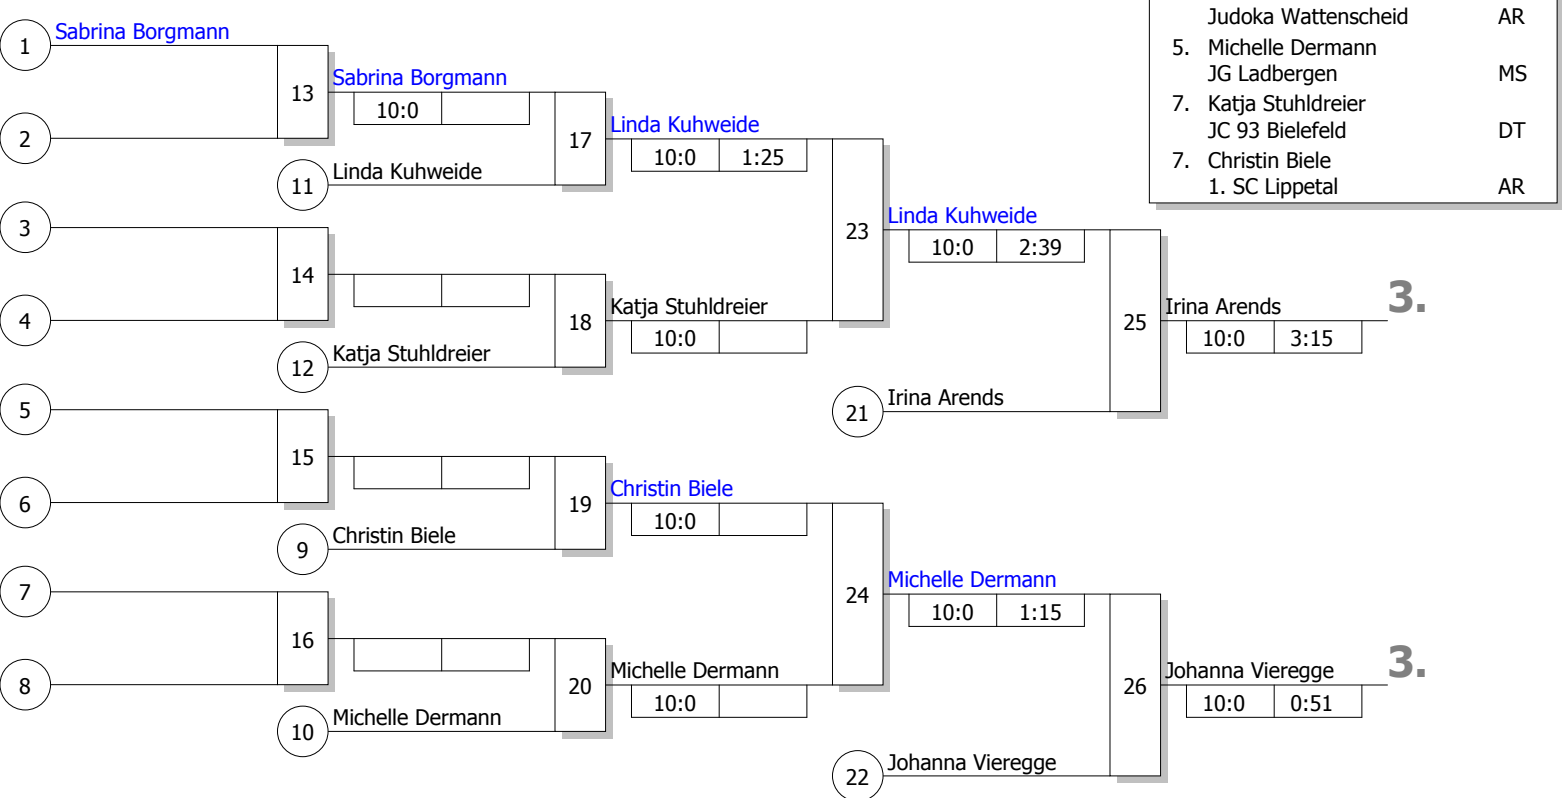 Judoka Wattenscheid AR
5. Michelle Dermann
JG Ladbergen MS
7. Katja Stuhldreier
JC 93 Bielefeld DT
7. Christin Biele
1. SC Lippetal AR
1 Sabrina Borgmann
13 Sabrina Borgmann
10:0
2
17 Linda Kuhweide
10:0 1:25
11 Linda Kuhweide
3
23 Linda Kuhweide
10:0 2:39
14
4
18 Katja Stuhldreier
10:0
12 Katja Stuhldreier
25 Irina Arends 3.
10:0 3:15
5
21 Irina Arends
15
6
19 Christin Biele
10:0
9 Christin Biele
7
24 Michelle Dermann
10:0 1:15
16
8
20 Michelle Dermann
10:0
10 Michelle Dermann
26 Johanna Vieregge 3.
10:0 0:51
22 Johanna Vieregge